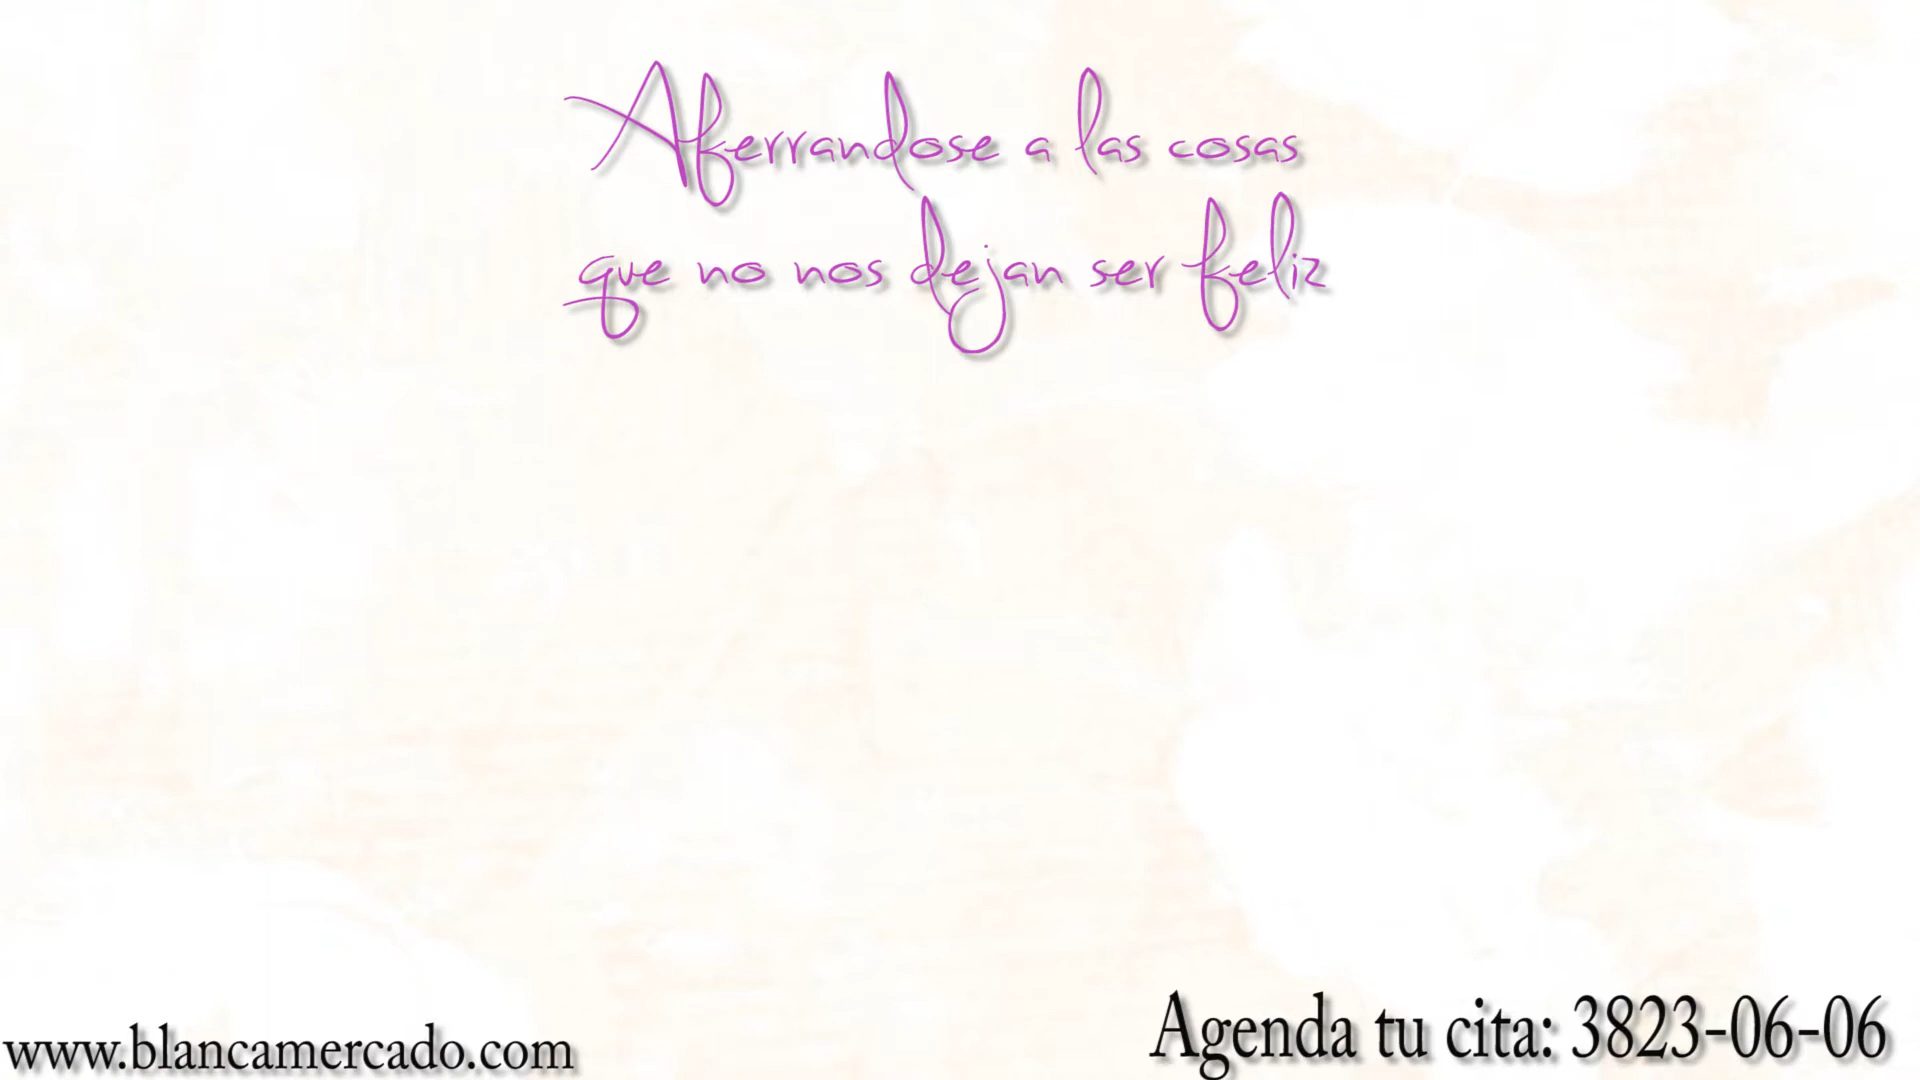 Aferrandose a las cosas
que no nos dejan ser feliz
www.blancamercado.com
Agenda tu cita: 3823-06-06